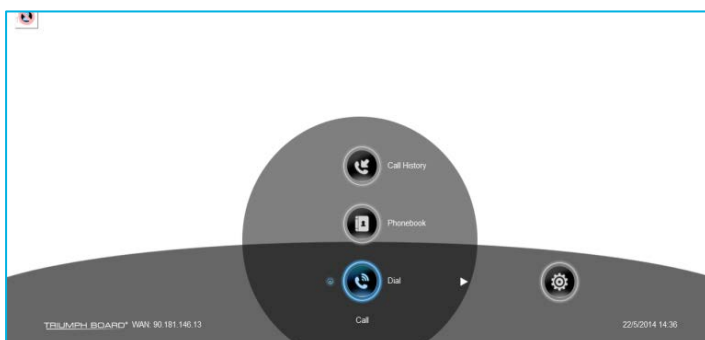 Call History
Phonebook
Dial
Call
TRIUMPH BOARD® WAN: 90.181.146.13
22/5/2014 14:36